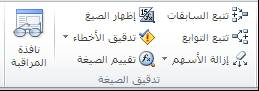 تتبع السابقات
تتبع التوابع
إزالة الأسهم
إظهار الصيغ
تدقيق الأخطاء
تقييم الصيغة
نافذة
المراقبة
تدقيق الصيغة